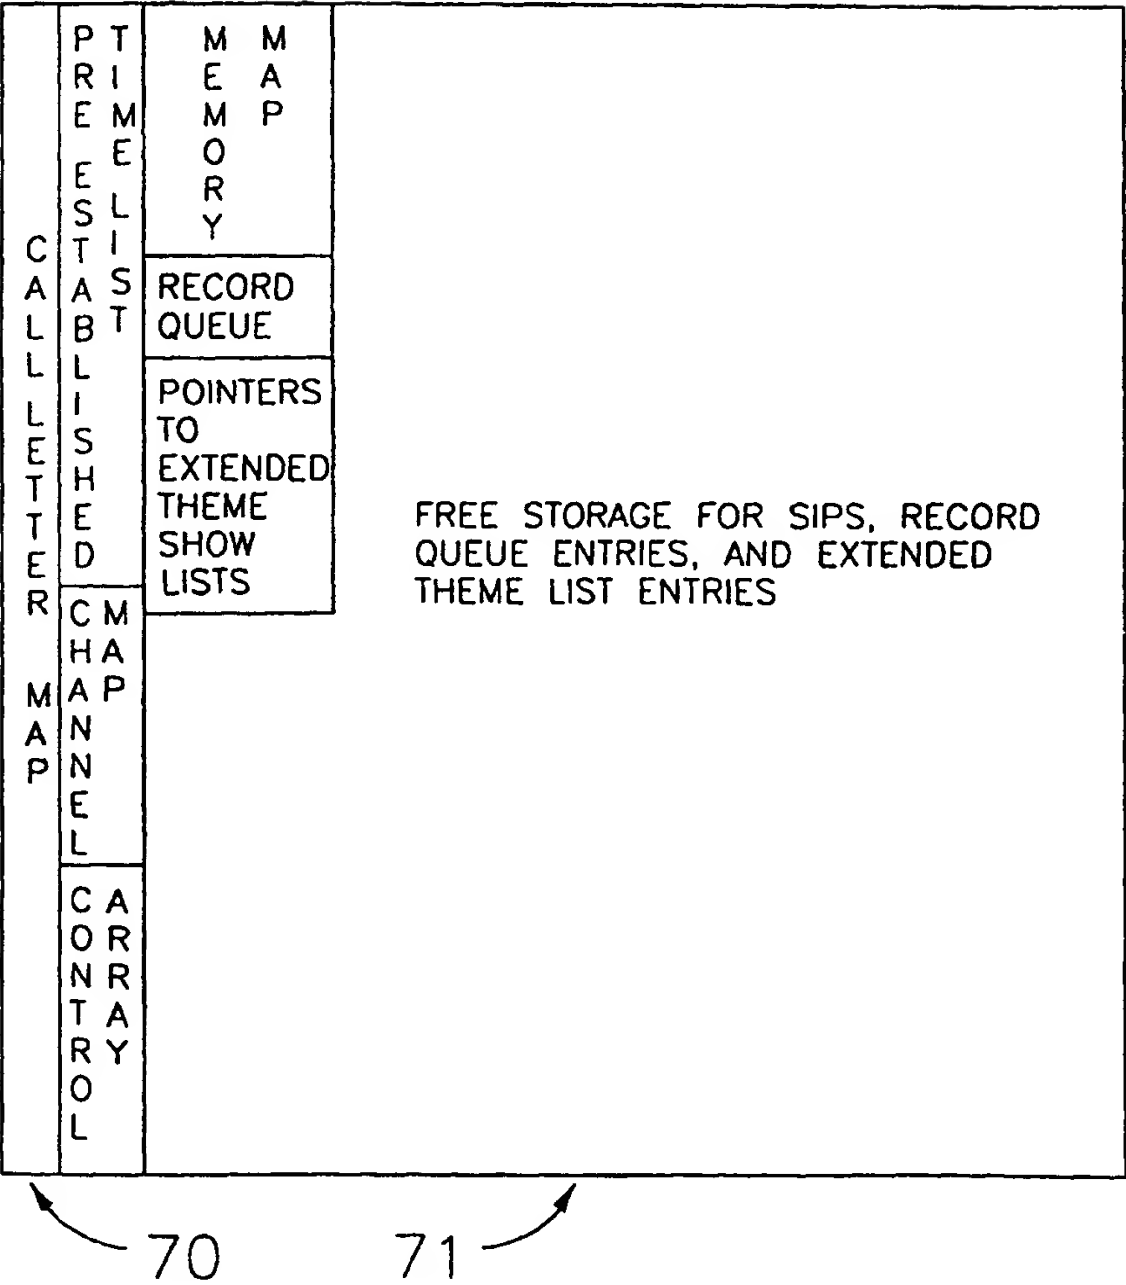 CALL LETTER MAP
PRE ESTABLISHED
TIME LIST
CHANNEL
MAP
CONTROL
ARRAY
MEMORY
MAP
RECORD
QUEUE
POINTERS
TO
EXTENDED
THEME
SHOW
LISTS
FREE STORAGE FOR SIPS, RECORD
QUEUE ENTRIES, AND EXTENDED
THEME LIST ENTRIES
70
71